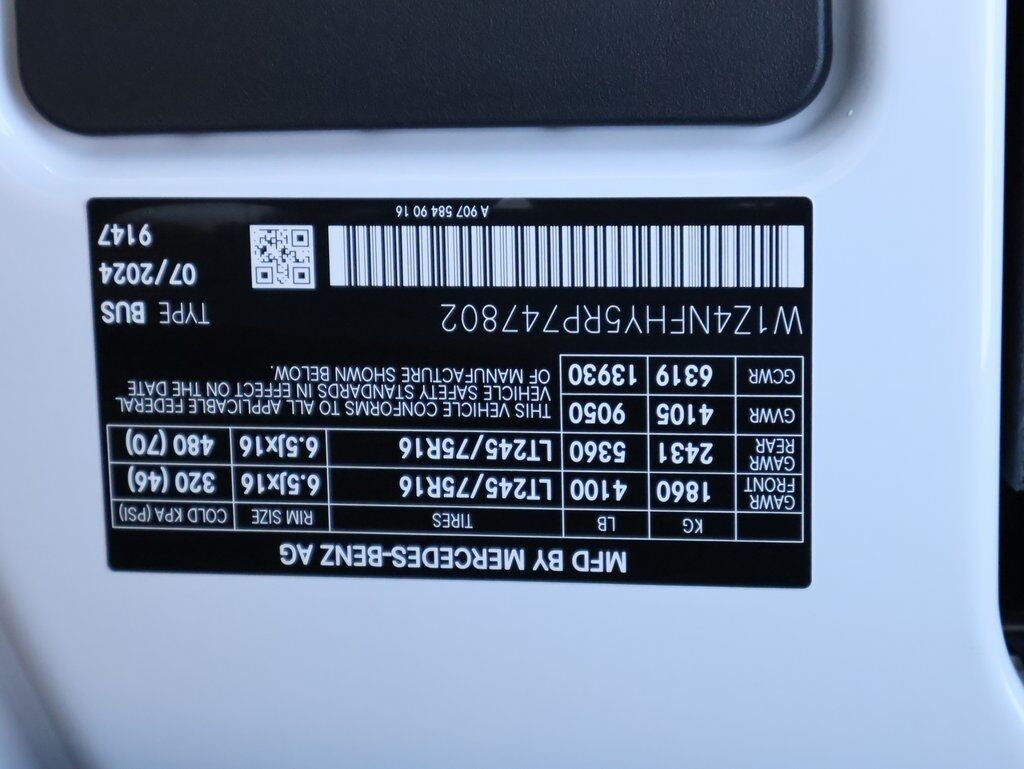 MFD BY MERCEDES-BENZ AG
KG LB TIRES RIM SIZE COLD KPA (PSI)
GAWR FRONT 1860 4100 LT245/75R16 6.5Jx16 320 (46)
GAWR REAR 2431 5360 LT245/75R16 6.5Jx16 480 (70)
GVWR 4105 9050
GCWR 6319 13930
THIS VEHICLE CONFORMS TO ALL APPLICABLE FEDERAL
VEHICLE SAFETY STANDARDS IN EFFECT ON THE DATE
OF MANUFACTURE SHOWN BELOW.
W1Z4NFHY5RP747802
TYPE BUS
07/2024
9147
A 907 584 90 16